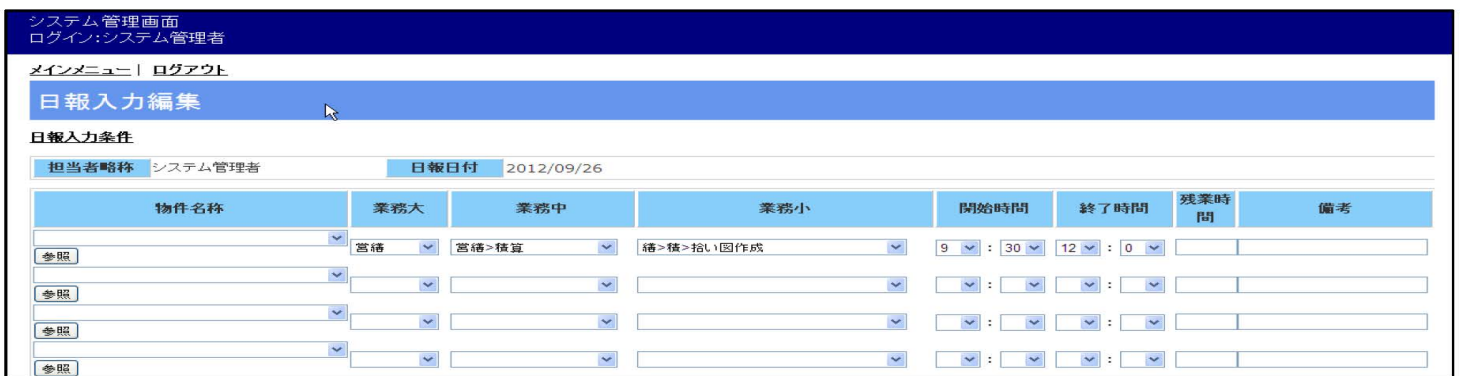 システム管理画面
ログイン:システム管理者
メインメニュー| ログアウト
日報入力編集
日報入力条件
担当者略称 システム管理者 日報日付 2012/09/26
物件名称 業務大 業務中 業務小 開始時間 終了時間 残業時間 備考
営繕 営繕>積算 繕>積>拾い図作成 9 : 30 12 : 0
参照
: :
参照
: :
参照
: :
参照